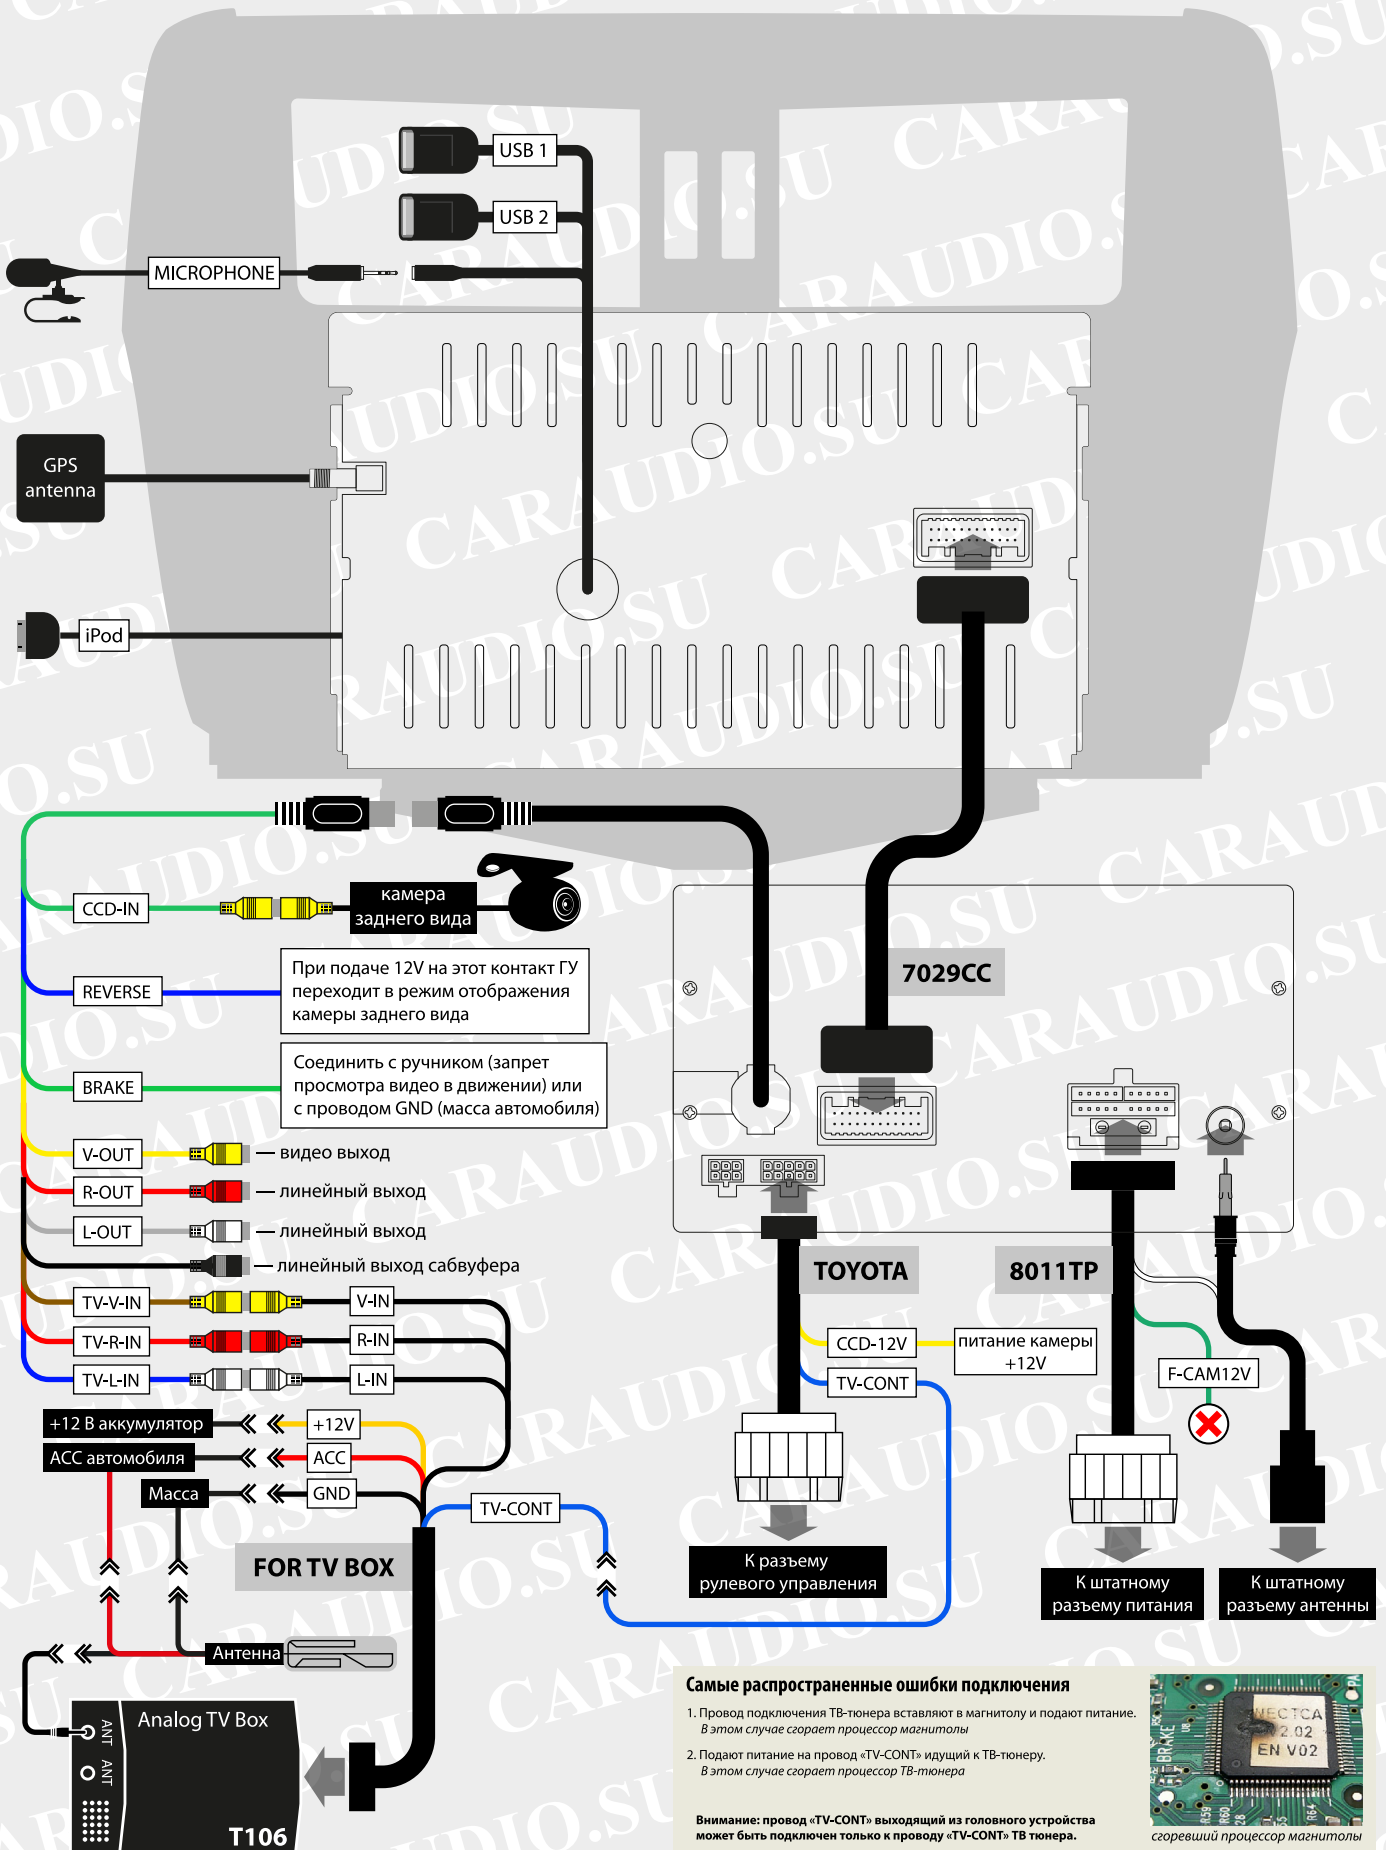 USB 1
USB 2
MICROPHONE
GPS
antenna
iPod
CCD-IN
камера
заднего вида
REVERSE
При подаче 12V на этот контакт ГУ
переходит в режим отображения
камеры заднего вида
BRAKE
Соединить с ручником (запрет
просмотра видео в движении) или
с проводом GND (масса автомобиля)
V-OUT
— видео выход
R-OUT
— линейный выход
L-OUT
— линейный выход
— линейный выход сабвуфера
TV-V-IN
V-IN
TV-R-IN
R-IN
TV-L-IN
L-IN
+12 В аккумулятор
+12V
АСС автомобиля
ACC
Масса
GND
TV-CONT
FOR TV BOX
Антенна
ANT
ANT
Analog TV Box
T106
7029CC
TOYOTA
8011TP
CCD-12V
питание камеры
+12V
TV-CONT
F-CAM12V
К разъему
рулевого управления
К штатному
разъему питания
К штатному
разъему антенны
Самые распространенные ошибки подключения
1. Провод подключения ТВ-тюнера вставляют в магнитолу и подают питание.
В этом случае сгорает процессор магнитолы
2. Подают питание на провод «TV-CONT» идущий к ТВ-тюнеру.
В этом случае сгорает процессор ТВ-тюнера
Внимание: провод «TV-CONT» выходящий из головного устройства
может быть подключен только к проводу «TV-CONT» ТВ тюнера.
BRAKE
EN V02
сгоревший процессор магнитолы
CARAUDIO.SU